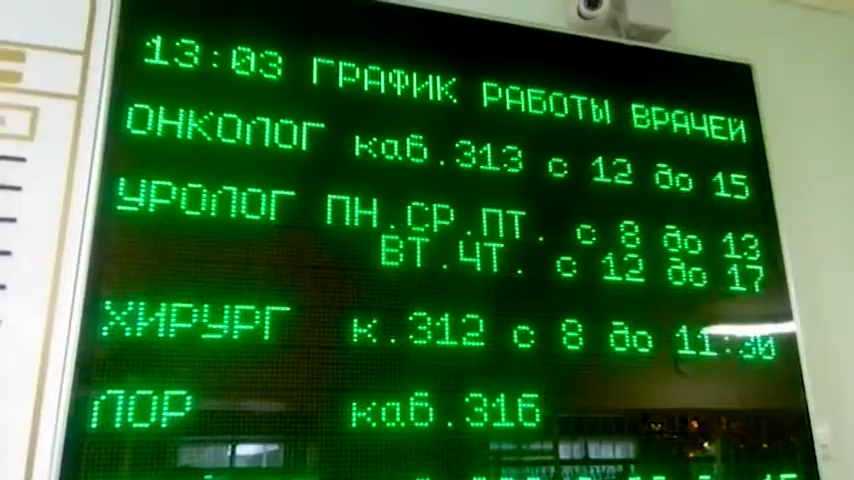 13:03 ГРАФИК РАБОТЫ ВРАЧЕЙ
ОНКОЛОГ каб.313 с 12 до 15
УРОЛОГ ПН.СР.ПТ. с 8 до 13
ВТ.ЧТ. с 12 до 17
ХИРУРГ к.312 с 8 до 11.30
ЛОР каб.316